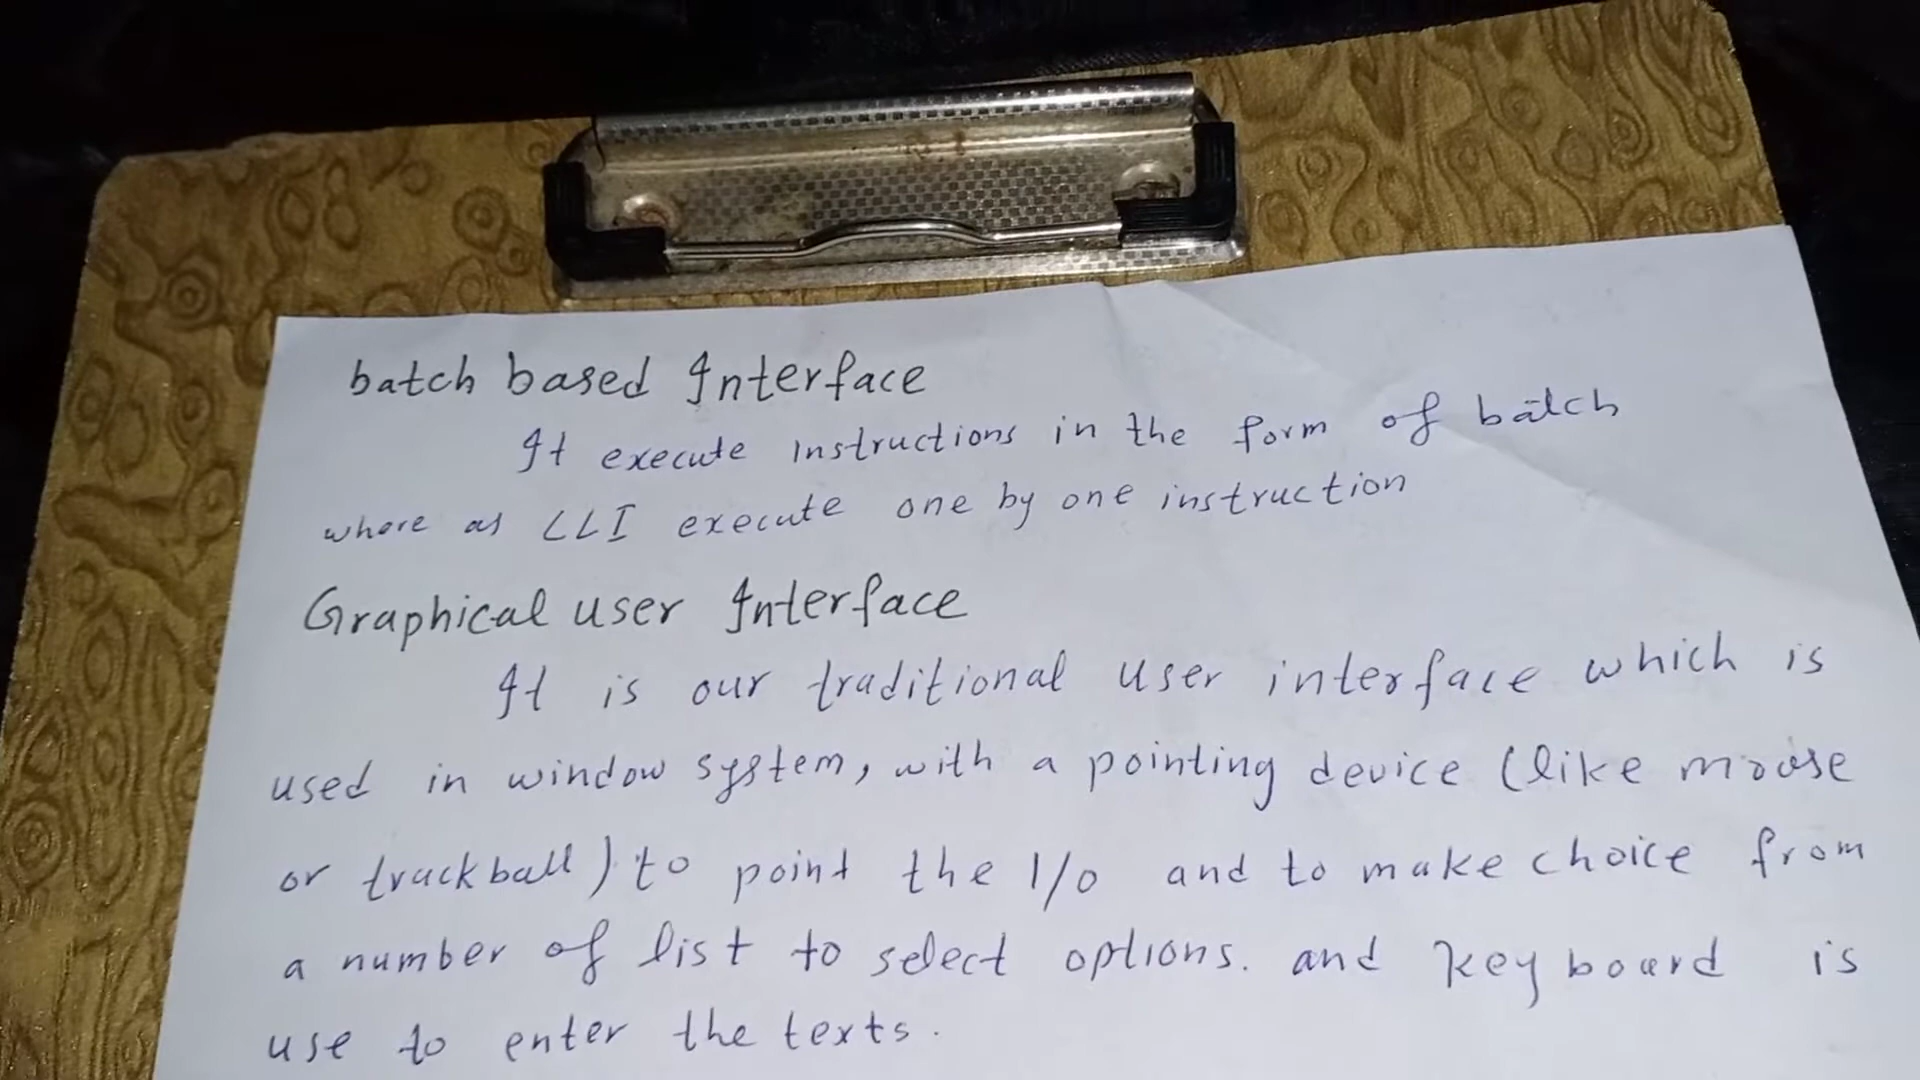 batch based Interface
It execute instructions in the form of batch
where as CLI execute one by one instruction
Graphical user Interface
It is our traditional user interface which is
used in window system, with a pointing device (like mouse
or trackball) to point the I/O and to make choice from
a number of list to select options. and keyboard is
use to enter the texts.